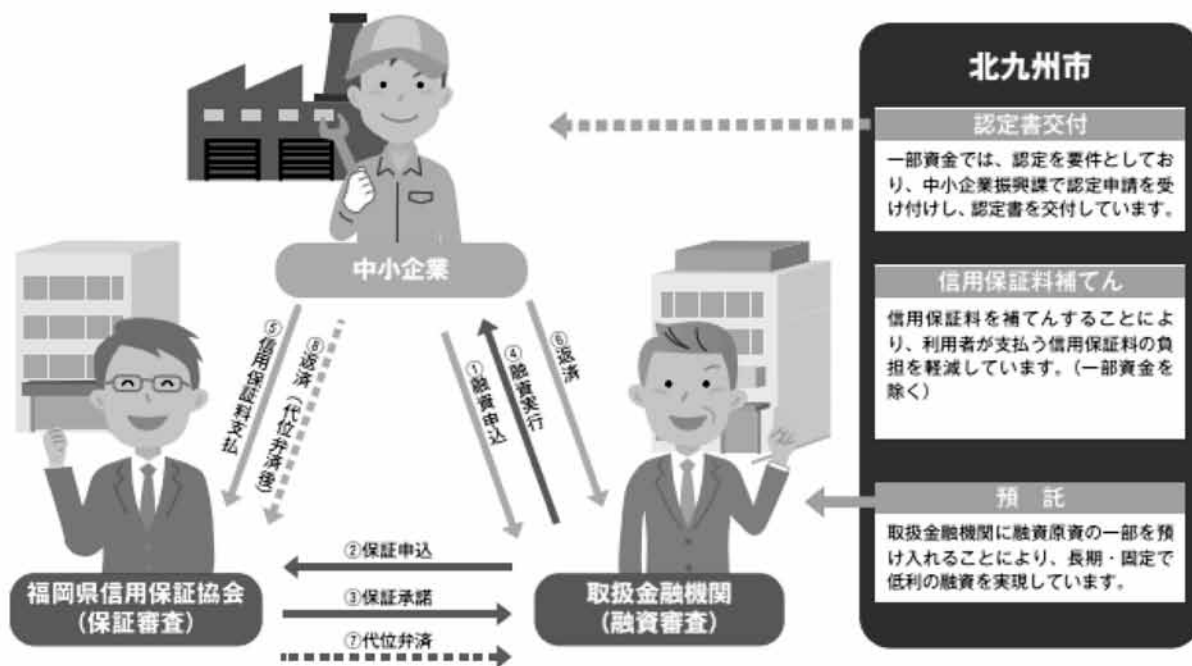 北九州市
認定書交付
一部資金では、認定を要件としてお
り、中小企業振興課で認定申請を受
け付けし、認定書を交付しています。
中小企業
信用保証料補てん
信用保証料を補てんすることによ
り、利用者が支払う信用保証料の負
担を軽減しています。(一部資金を
除く)
⑤信用保証料支払
⑧返済(代位弁済後)
①融資申込
④融資実行
⑥返済
預 託
取扱金融機関に融資原資の一部を預
け入れることにより、長期・固定で
低利の融資を実現しています。
②保証申込
福岡県信用保証協会
(保証審査)
③保証承諾
取扱金融機関
(融資審査)
⑦代位弁済